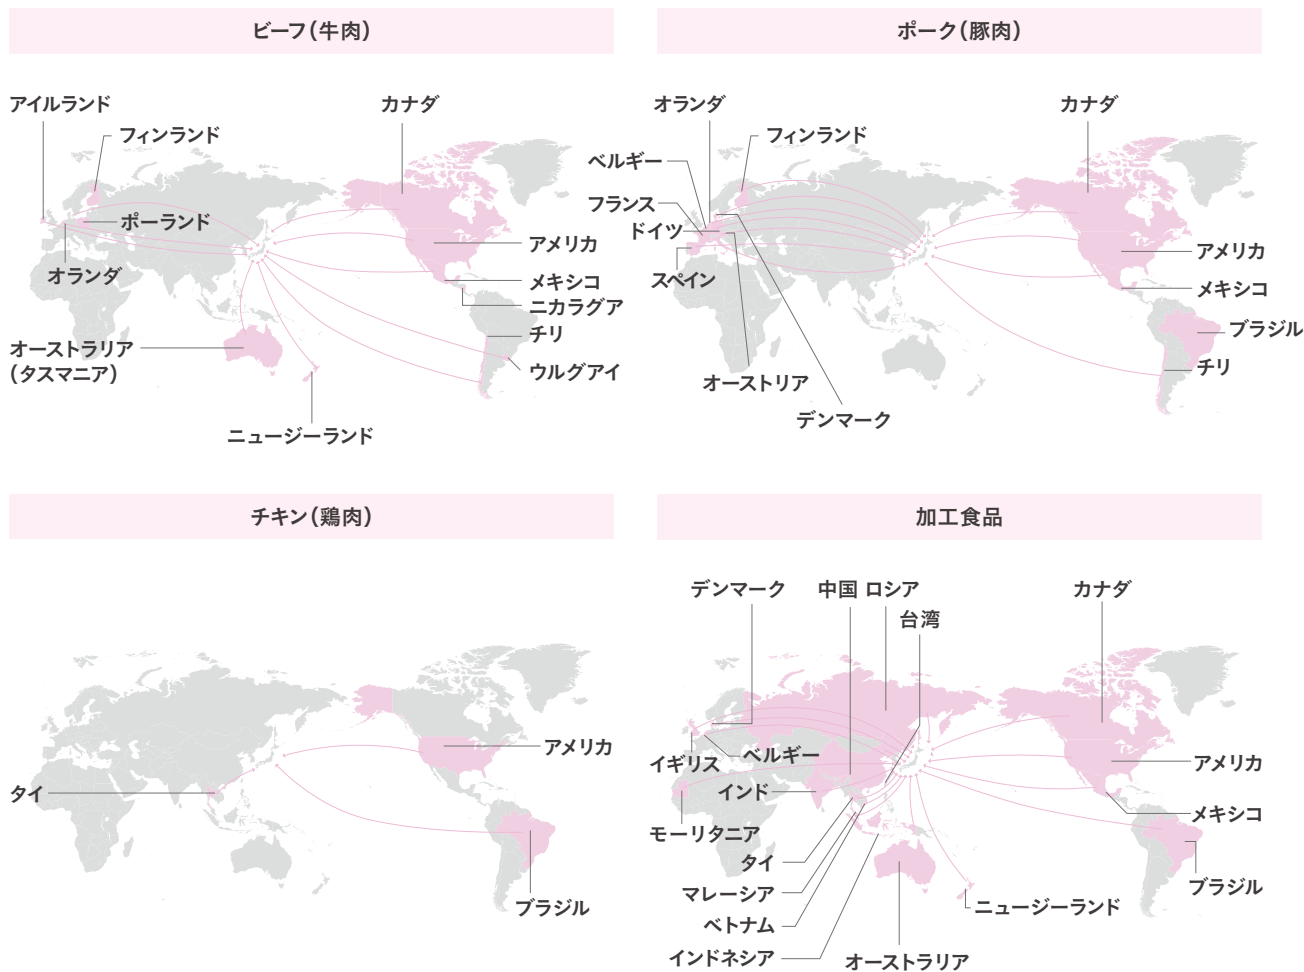 ビーフ(牛肉)
アイルランド
カナダ
フィンランド
ポーランド
アメリカ
オランダ
メキシコ
ニカラグア
チリ
オーストラリア
(タスマニア)
ウルグアイ
ニュージーランド
ポーク(豚肉)
オランダ
カナダ
フィンランド
ベルギー
フランス
ドイツ
アメリカ
スペイン
メキシコ
ブラジル
チリ
オーストリア
デンマーク
チキン(鶏肉)
アメリカ
タイ
ブラジル
加工食品
デンマーク
中国
ロシア
カナダ
台湾
イギリス
ベルギー
アメリカ
インド
メキシコ
モーリタニア
タイ
マレーシア
ブラジル
ニュージーランド
ベトナム
インドネシア
オーストラリア